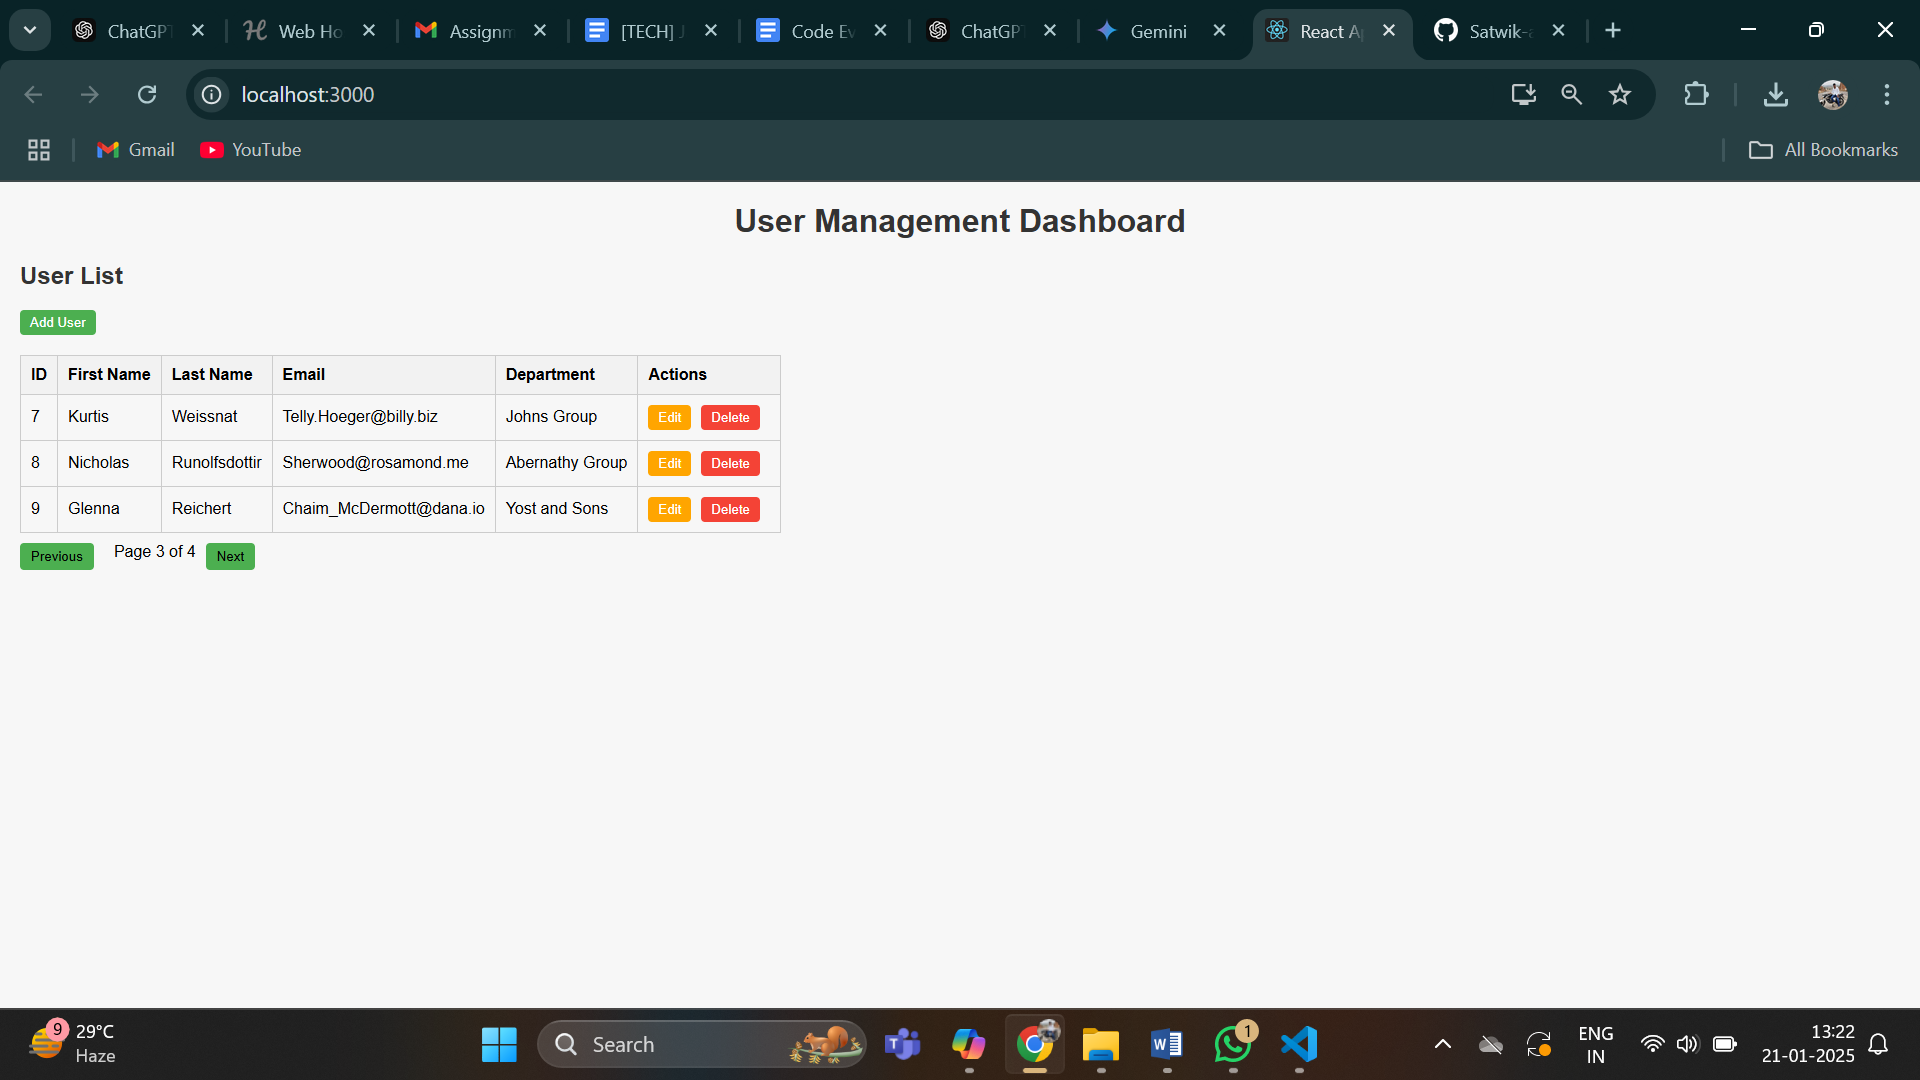 ChatGPT
Web Ho
Assignm
[TECH] J
Code Ev
ChatGPT
Gemini
React Ap
Satwik-a
localhost:3000
Gmail
YouTube
All Bookmarks
User Management Dashboard
User List
Add User
ID First Name Last Name Email Department Actions
7 Kurtis Weissnat Telly.Hoeger@billy.biz Johns Group Edit Delete
8 Nicholas Runolfsdottir Sherwood@rosamond.me Abernathy Group Edit Delete
9 Glenna Reichert Chaim_McDermott@dana.io Yost and Sons Edit Delete
Previous Page 3 of 4 Next
9
29°C
Haze
Search
1
ENG
IN
13:22
21-01-2025